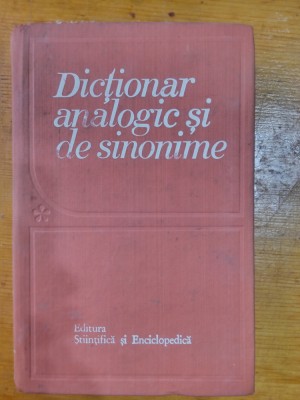 Dicționar
analogic și
de sinonime
Editura
Științifică și Enciclopedică